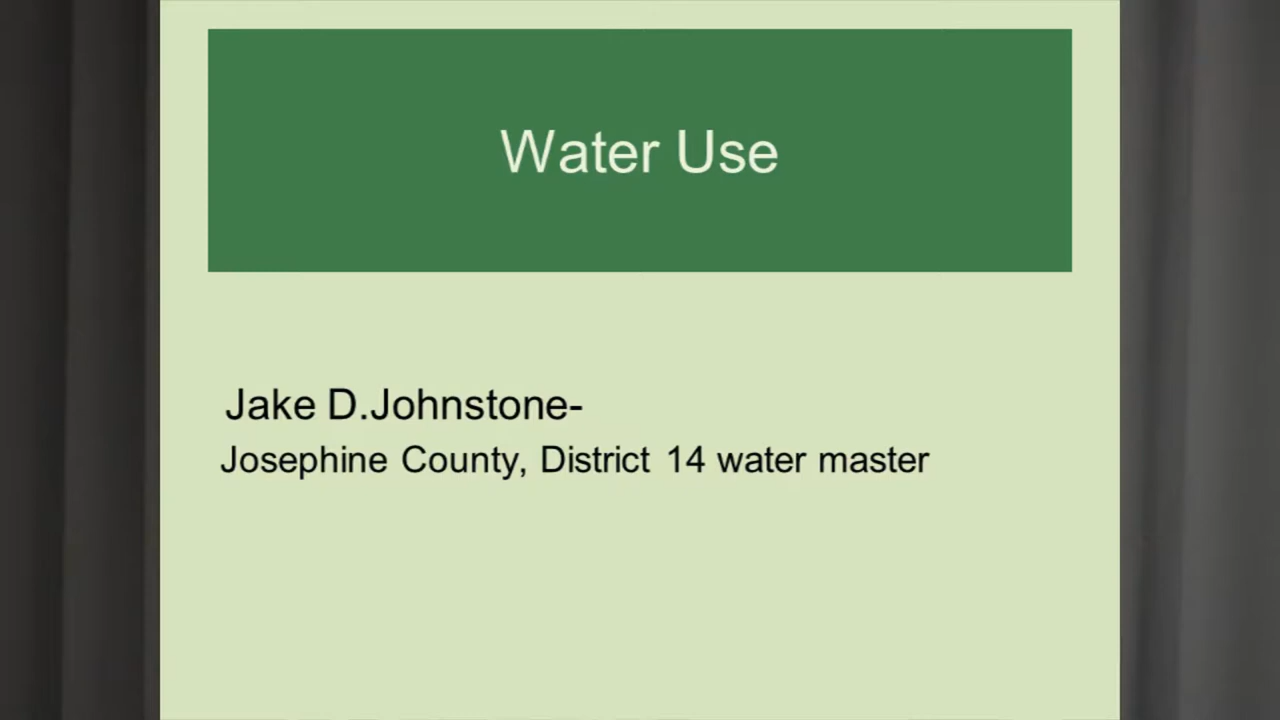 Water Use
Jake D.Johnstone-
Josephine County, District 14 water master